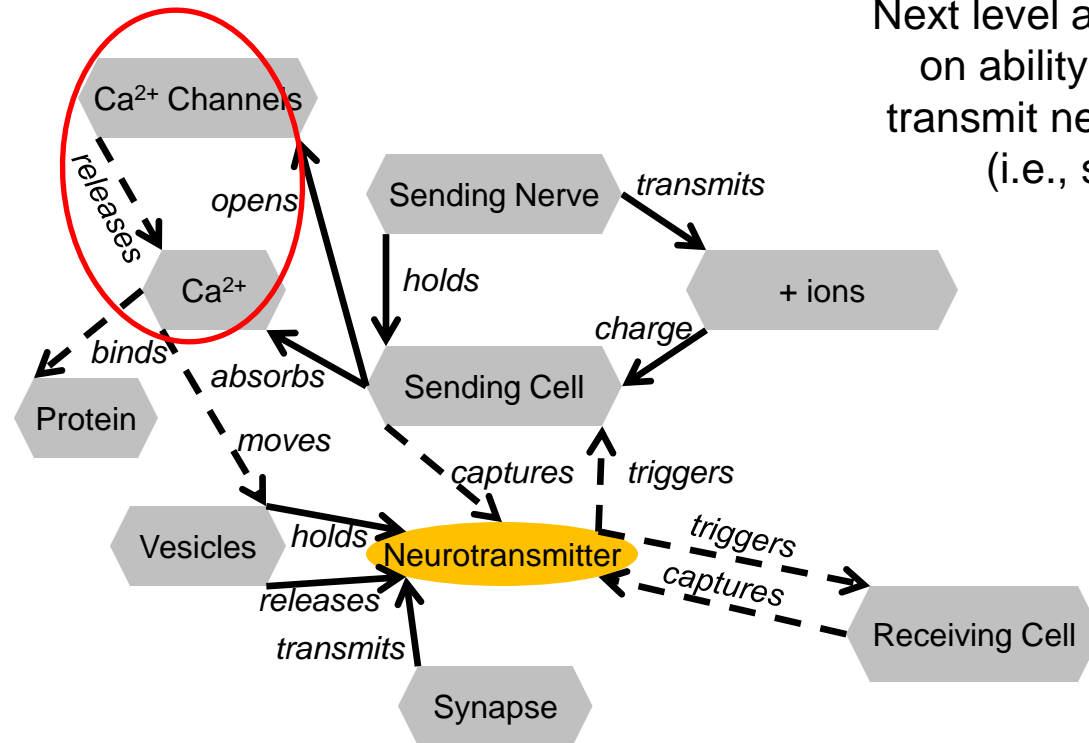 Next level a
on ability
transmit ne
(i.e., s
Ca²⁺ Channels
releases
opens
Sending Nerve
transmits
Ca²⁺
holds
+ ions
charge
binds
absorbs
Sending Cell
Protein
moves
captures
triggers
Vesicles
holds
Neurotransmitter
triggers
captures
releases
transmits
Receiving Cell
Synapse